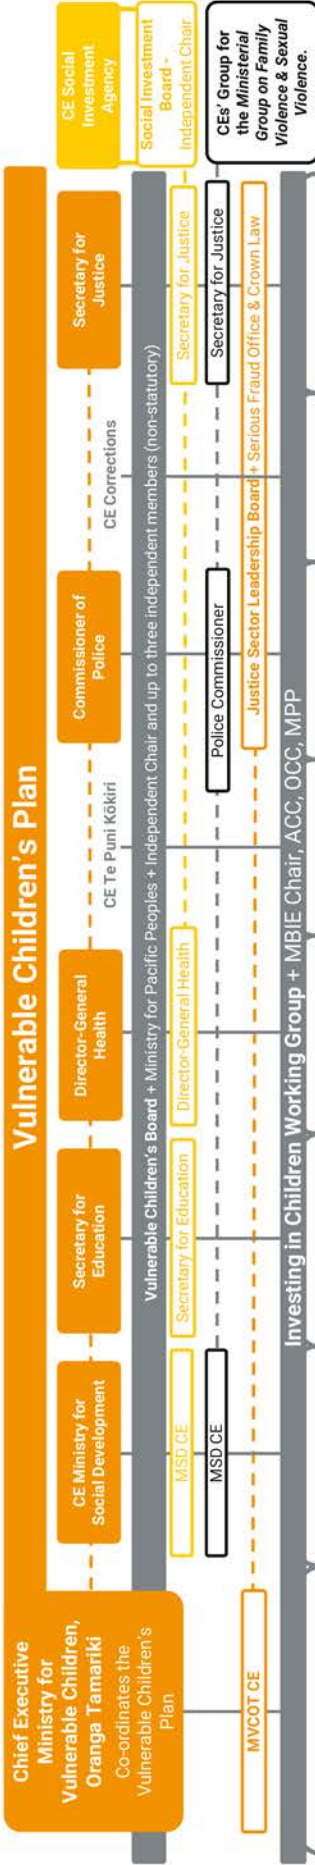 Vulnerable Children's Plan
Chief Executive
Ministry for
Vulnerable Children,
Oranga Tamariki
Co-ordinates the
Vulnerable Children's
Plan
CE Ministry for
Social Development
Secretary for
Education
Director-General
Health
CE Te Puni Kōkiri
Commissioner of
Police
CE Corrections
Secretary for
Justice
CE Social
Investment
Agency
Vulnerable Children's Board + Ministry for Pacific Peoples + Independent Chair and up to three independent members (non-statutory)
MSD CE
Secretary for Education
Director-General Health
Secretary for Justice
Social Investment
Board -
Independent Chair
MSD CE
Police Commissioner
Secretary for Justice
CEs' Group for
the Ministerial
Group on Family
Violence & Sexual
Violence.
MVCOT CE
Justice Sector Leadership Board + Serious Fraud Office & Crown Law
Investing in Children Working Group + MBIE Chair, ACC, OCC, MPP